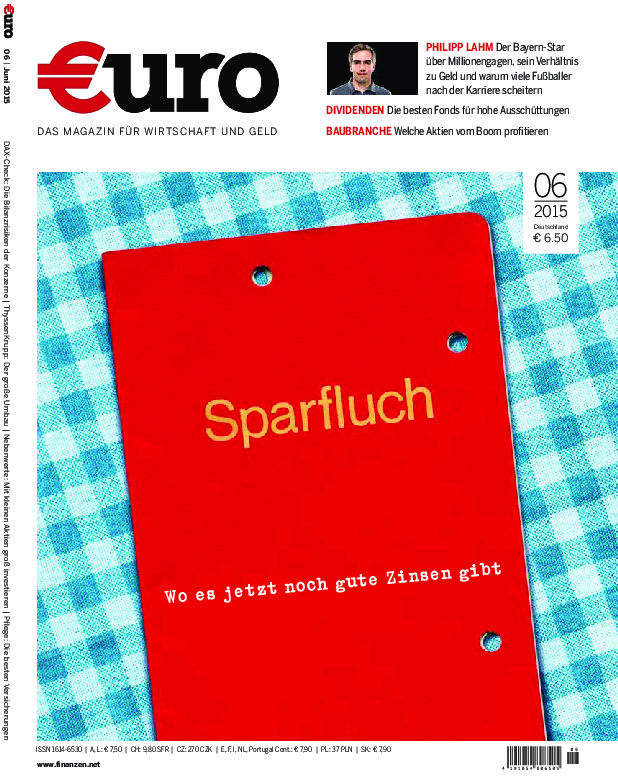 €uro
06 | Juni 2015
DAX-Check: Die Bilanzrisiken der Konzerne | ThyssenKrupp: Der große Umbau | Nebenwerte: Mit kleinen Aktien groß investieren | Pflege: Die besten Versicherungen
€uro
DAS MAGAZIN FÜR WIRTSCHAFT UND GELD
PHILIPP LAHM Der Bayern-Star
über Millionengagen, sein Verhältnis
zu Geld und warum viele Fußballer
nach der Karriere scheitern
DIVIDENDEN Die besten Fonds für hohe Ausschüttungen
BAUBRANCHE Welche Aktien vom Boom profitieren
06
2015
Deutschland
€ 6.50
Sparfluch
Wo es jetzt noch gute Zinsen gibt
ISSN 1614-6530 | A, L: € 7,50 | CH: 9,80 SFR | CZ: 270 CZK | E, F, I, NL, Portugal Cont.: € 7,90 | PL: 37 PLN | SK: € 7,90
www.finanzen.net
06
4 191054 806505